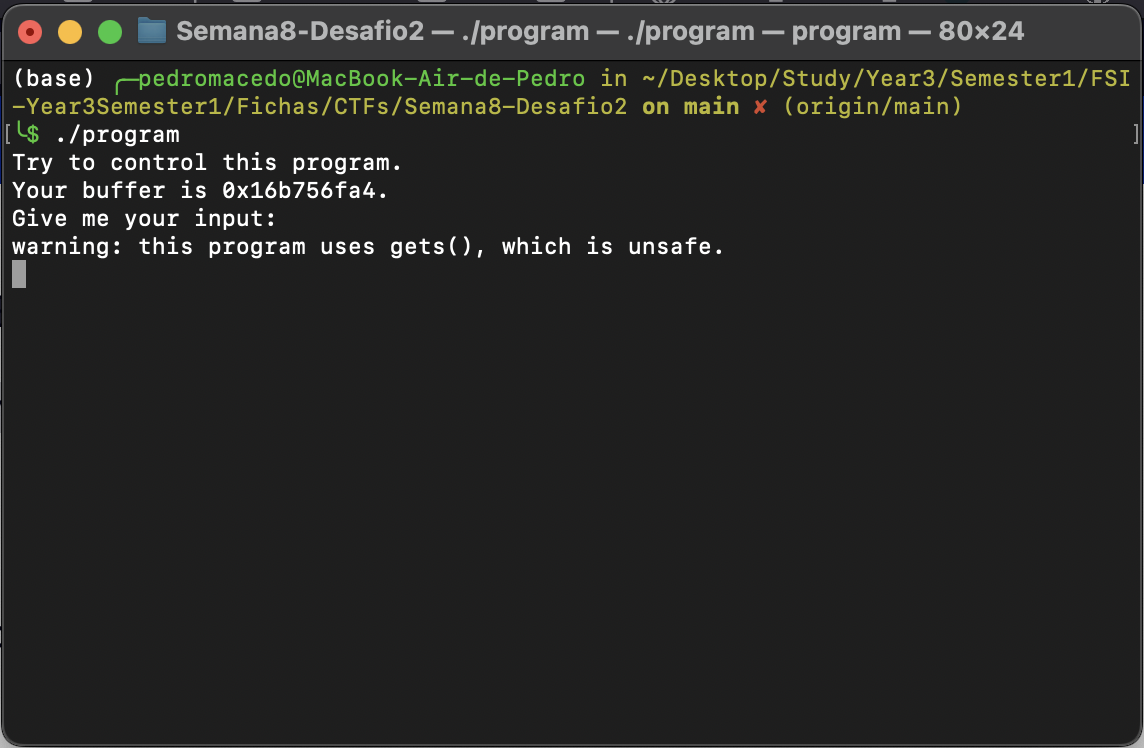 Semana8-Desafio2 — ./program — ./program — program — 80×24
(base) ╭─pedromacedo@MacBook-Air-de-Pedro in ~/Desktop/Study/Year3/Semester1/FSI
-Year3Semester1/Fichas/CTFs/Semana8-Desafio2 on main ✘ (origin/main)
[╰$ ./program ]
Try to control this program.
Your buffer is 0x16b756fa4.
Give me your input:
warning: this program uses gets(), which is unsafe.